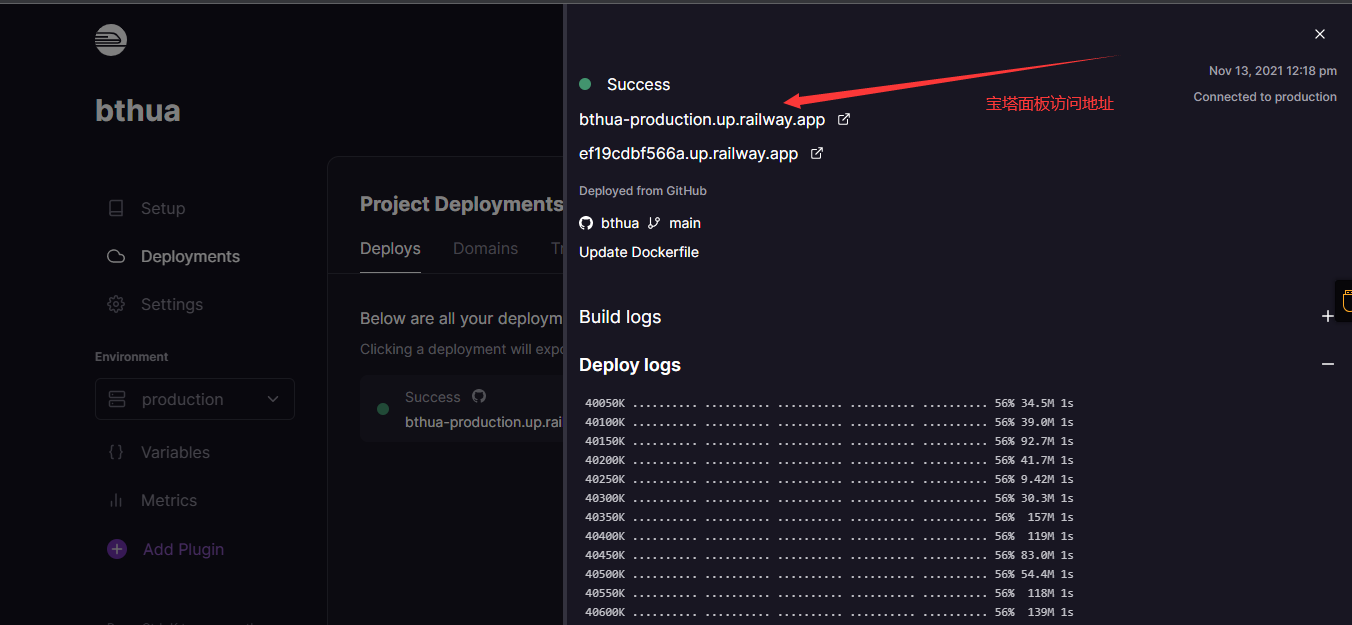 bthua
Setup
Deployments
Settings
Environment
production
Variables
Metrics
Add Plugin
Project Deployments
Deploys Domains
Below are all your deploym
Clicking a deployment will expo
Success
bthua-production.up.rai
Nov 13, 2021 12:18 pm
Connected to production
Success
宝塔面板访问地址
bthua-production.up.railway.app
ef19cdbf566a.up.railway.app
Deployed from GitHub
bthua main
Update Dockerfile
Build logs
Deploy logs
40050K .......... .......... .......... .......... .......... 56% 34.5M 1s
40100K .......... .......... .......... .......... .......... 56% 39.0M 1s
40150K .......... .......... .......... .......... .......... 56% 92.7M 1s
40200K .......... .......... .......... .......... .......... 56% 41.7M 1s
40250K .......... .......... .......... .......... .......... 56% 9.42M 1s
40300K .......... .......... .......... .......... .......... 56% 30.3M 1s
40350K .......... .......... .......... .......... .......... 56% 157M 1s
40400K .......... .......... .......... .......... .......... 56% 119M 1s
40450K .......... .......... .......... .......... .......... 56% 83.0M 1s
40500K .......... .......... .......... .......... .......... 56% 54.4M 1s
40550K .......... .......... .......... .......... .......... 56% 118M 1s
40600K .......... .......... .......... .......... .......... 56% 139M 1s